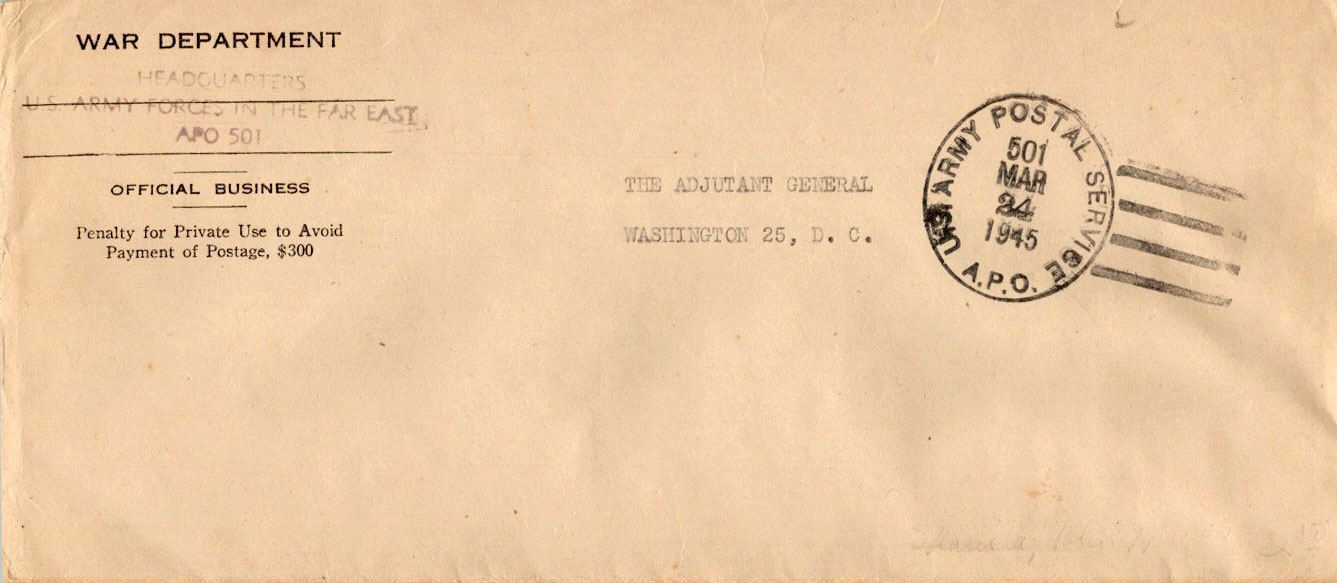 WAR DEPARTMENT
HEADQUARTERS
U.S. ARMY FORCES IN THE FAR EAST
APO 501
OFFICIAL BUSINESS
Penalty for Private Use to Avoid
Payment of Postage, $300
THE ADJUTANT GENERAL
WASHINGTON 25, D. C.
U.S. ARMY POSTAL SERVICE
501
MAR
24
1945
A.P.O.